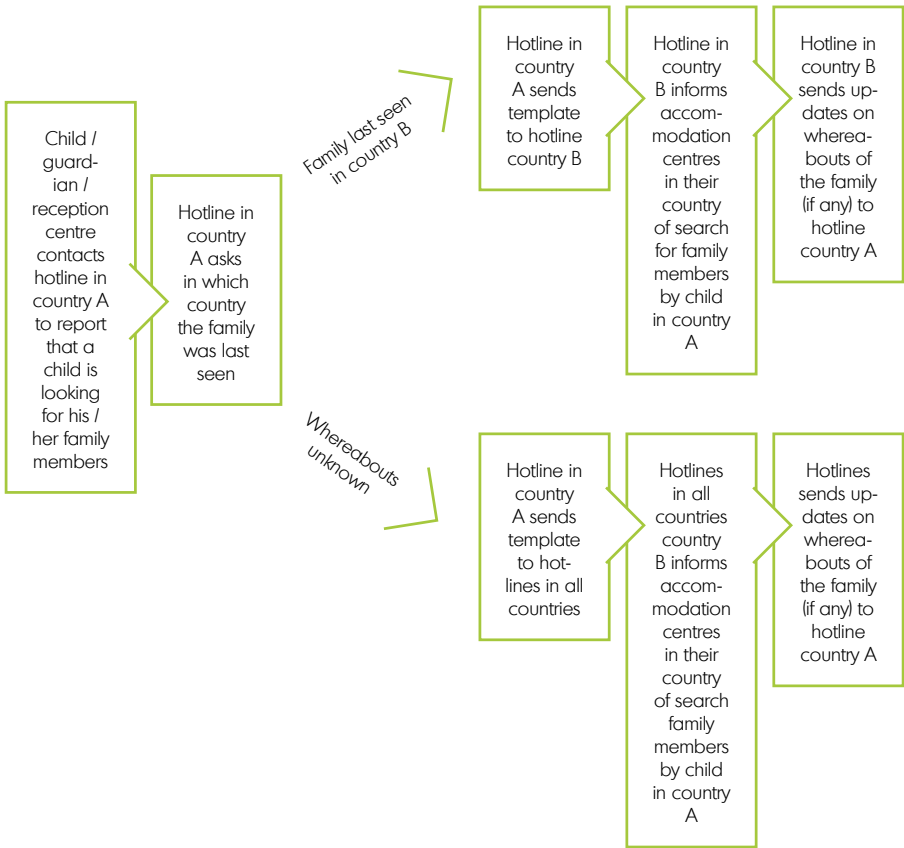 Child /
guard-
ian /
reception
centre
contacts
hotline in
country A
to report
that a
child is
looking
for his /
her family
members
Hotline in
country
A asks
in which
country
the family
was last
seen
Family last seen
in country B
Hotline in
country
A sends
template
to hotline
country B
Hotline in
country
B informs
accom-
modation
centres
in their
country
of search
for family
members
by child
in country
A
Hotline in
country B
sends up-
dates on
wherea-
bouts of
the family
(if any) to
hotline
country A
Whereabouts
unknown
Hotline in
country
A sends
template
to hot-
lines in all
countries
Hotlines
in all
countries
country
B informs
accom-
modation
centres
in their
country
of search
family
members
by child
in country
A
Hotlines
sends up-
dates on
wherea-
bouts of
the family
(if any) to
hotline
country A